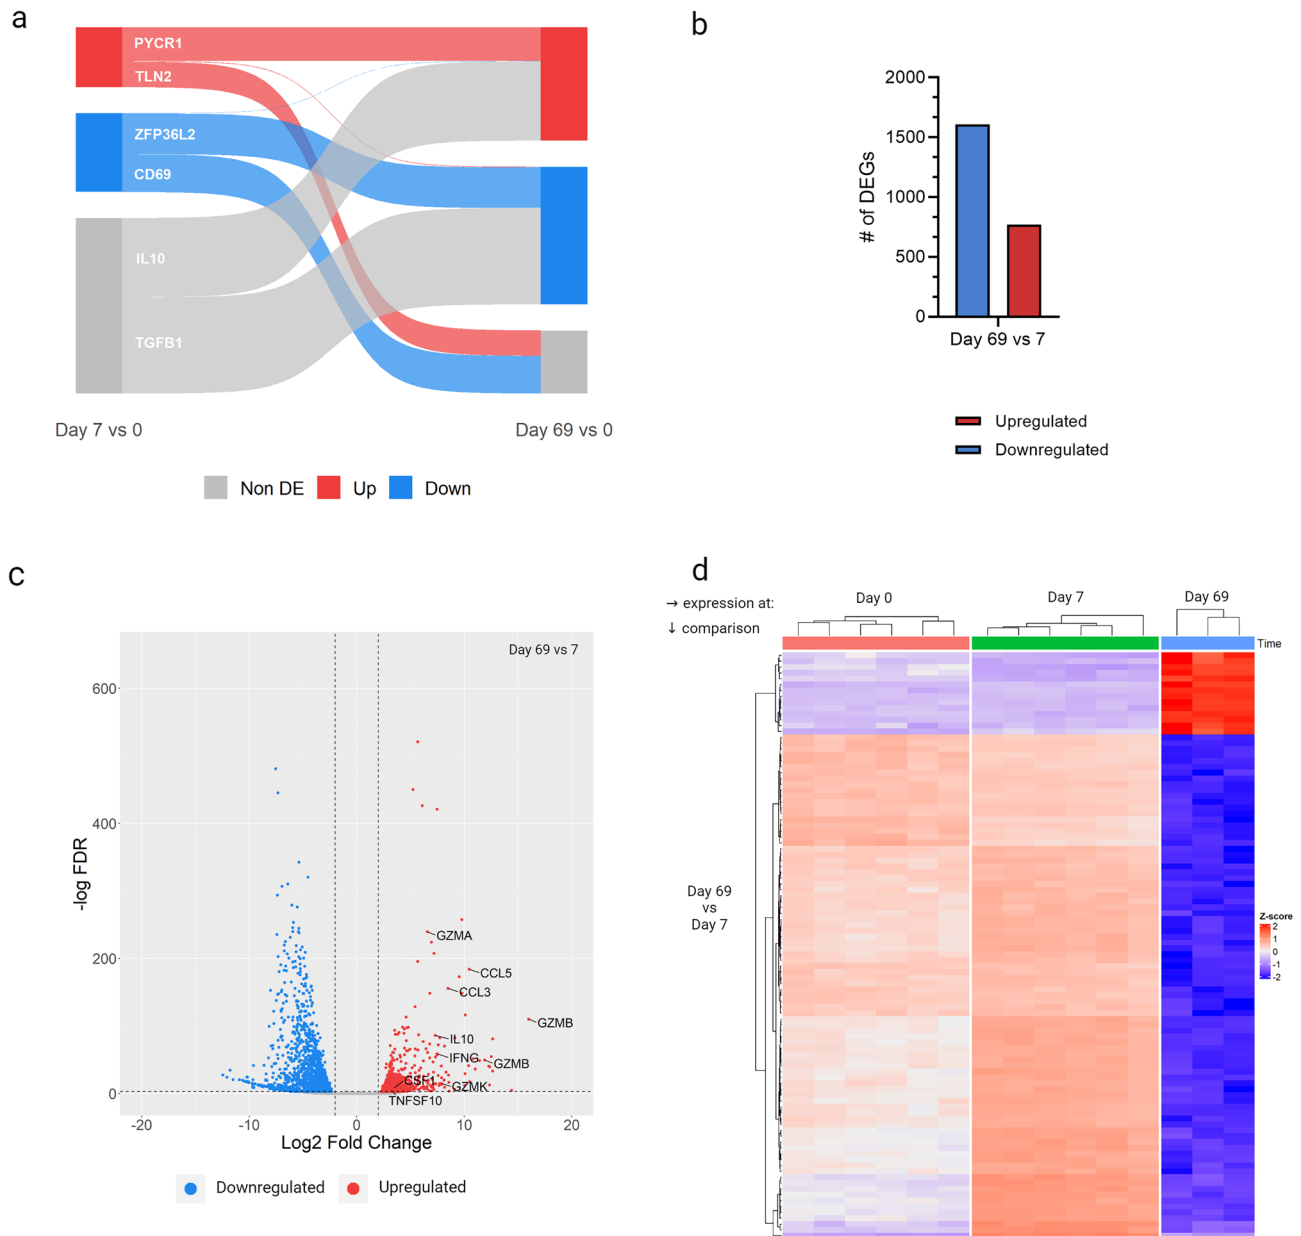 a
PYCR1
TLN2
ZFP36L2
CD69
IL10
TGFB1
Day 7 vs 0
Day 69 vs 0
Non DE
Up
Down
b
2000
1500
1000
500
0
# of DEGs
Day 69 vs 7
Upregulated
Downregulated
c
Day 69 vs 7
600
400
200
0
-log FDR
GZMA
CCL5
CCL3
GZMB
IL10
IFNG
GZMB
CSF1
GZMK
TNFSF10
-20
-10
0
10
20
Log2 Fold Change
Downregulated
Upregulated
d
→ expression at:
↓ comparison
Day 0
Day 7
Day 69
Time
Day 69
vs
Day 7
Z-score
2
1
0
-1
-2